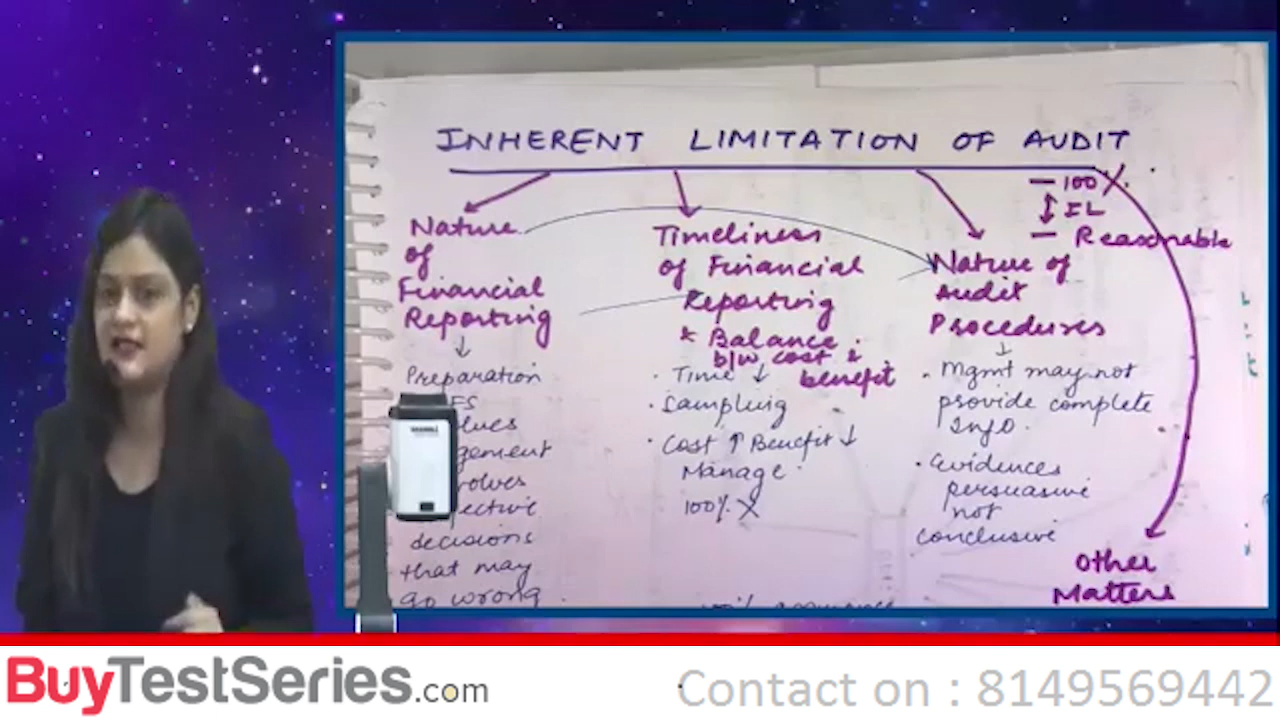 INHERENT LIMITATION OF AUDIT
— 100 X.
IL
— Reasonable
Nature
of
Financial
Reporting
Preparation
FS
decisions
that may
go wrong
Timeliness
of Financial
Reporting
* Balance
b/w cost &
benefit
. Time ↓
. Sampling
. Cost ↑ Benefit ↓
Manage
100% X
Nature of
Audit
Procedures
. Mgmt may not
provide complete
Info.
. Evidences
persuasive
not
conclusive
Other
Matters
BuyTestSeries.com
Contact on : 8149569442